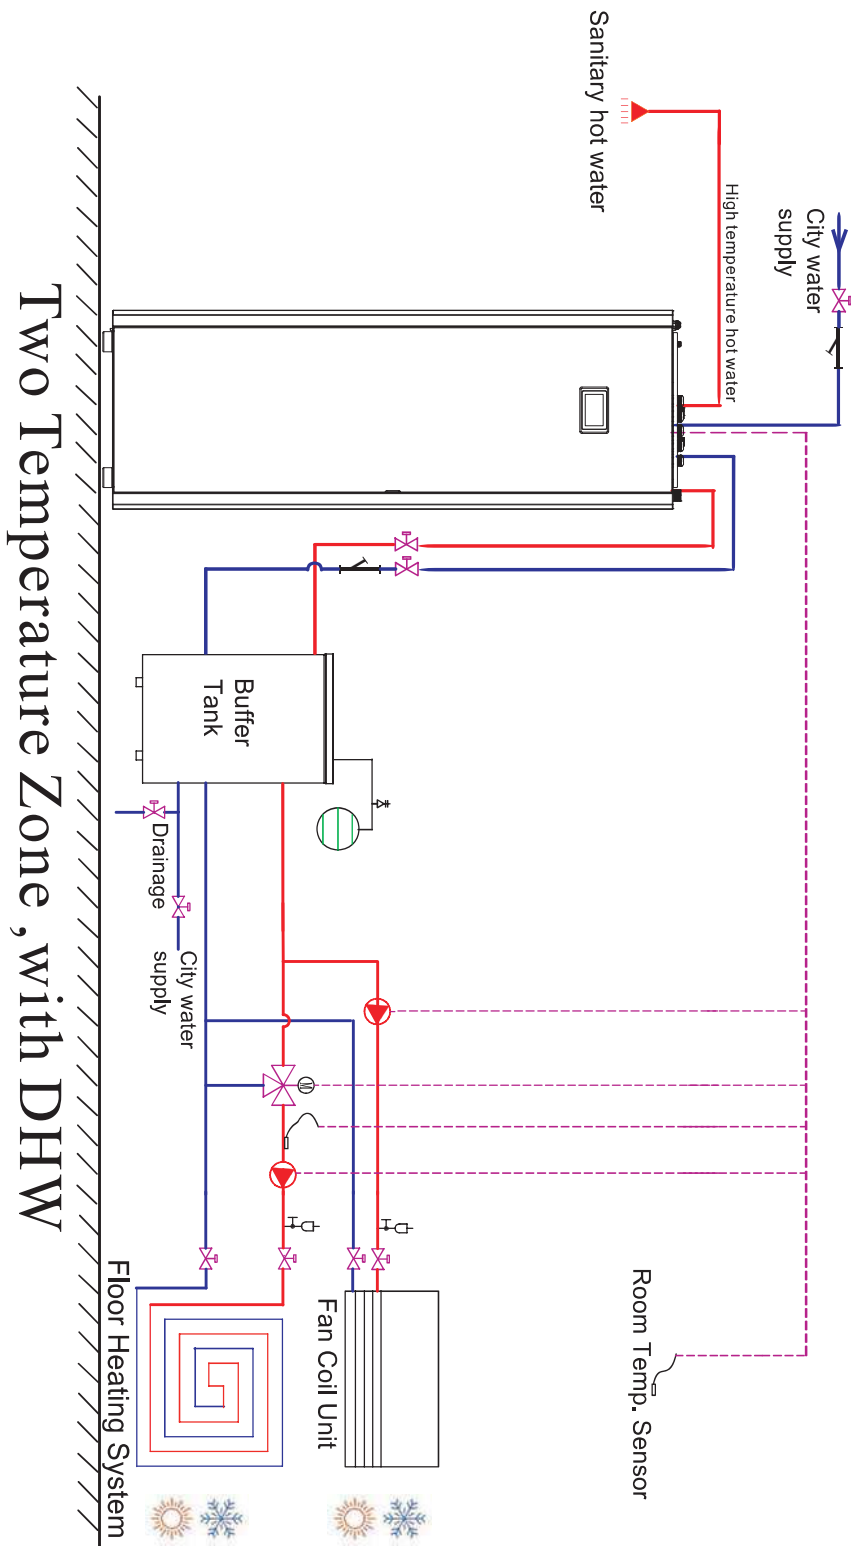 City water
supply
High temperature hot water
Room Temp. Sensor
Sanitary hot water
Fan Coil Unit
M
Buffer
Tank
City water
supply
Drainage
Floor Heating System
Two Temperature Zone ,with DHW